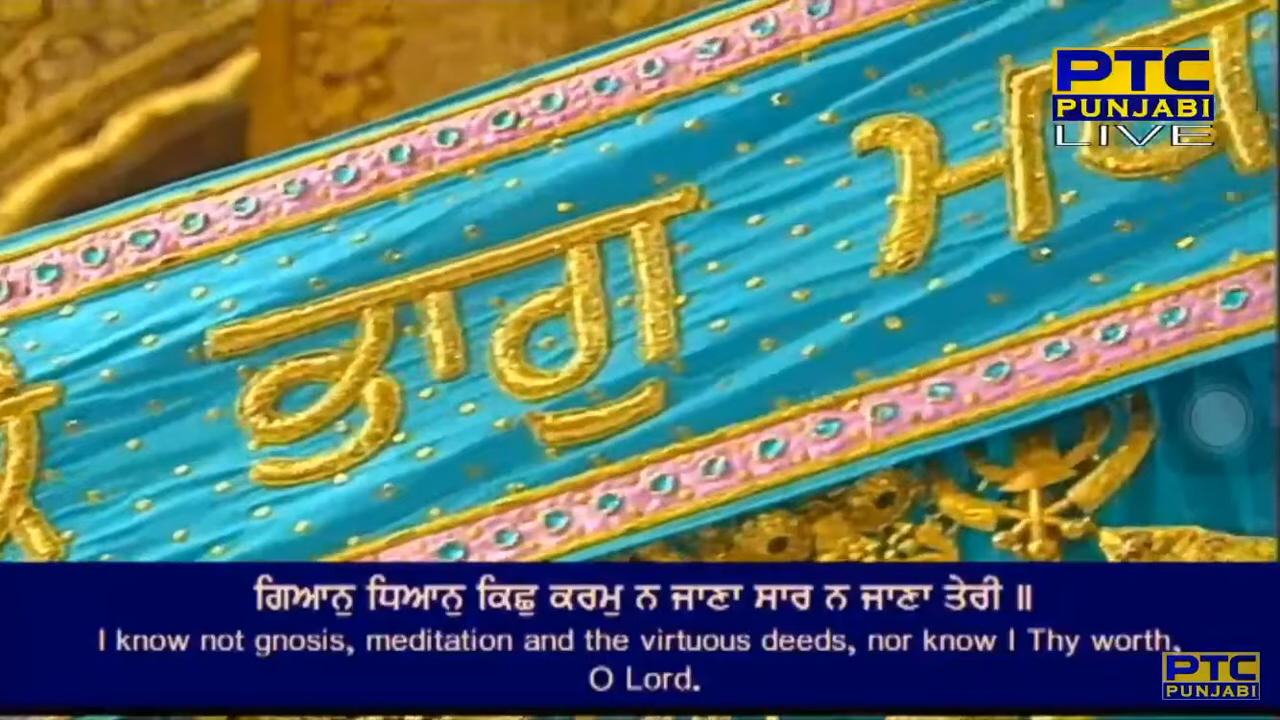 PTC
PUNJABI
LIVE
ਭਾਗੁ
ਗਿਆਨੁ ਧਿਆਨੁ ਕਿਛੁ ਕਰਮੁ ਨ ਜਾਣਾ ਸਾਰ ਨ ਜਾਣਾ ਤੇਰੀ ॥
I know not gnosis, meditation and the virtuous deeds, nor know I Thy worth,
O Lord.
PTC
PUNJABI